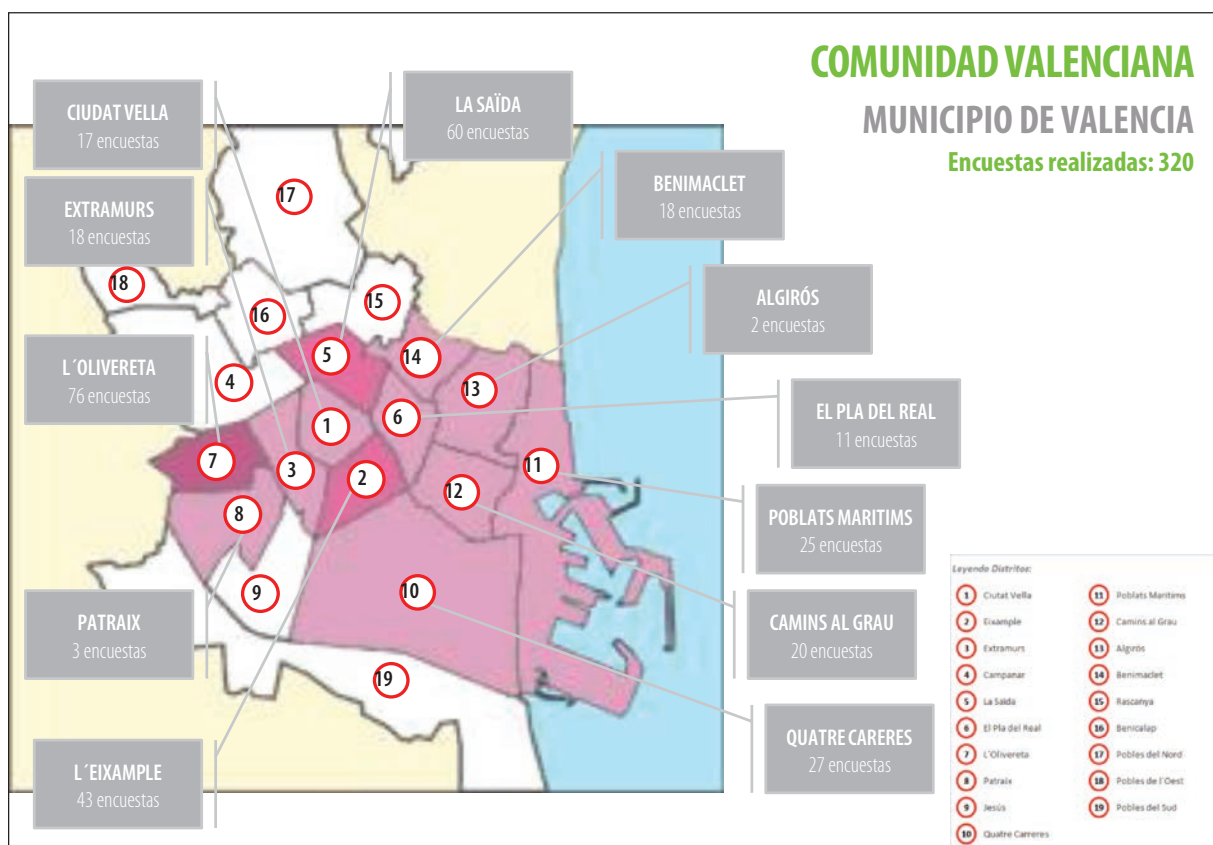 COMUNIDAD VALENCIANA
MUNICIPIO DE VALENCIA
Encuestas realizadas: 320
CIUDAT VELLA
17 encuestas
LA SAÏDA
60 encuestas
EXTRAMURS
18 encuestas
BENIMACLET
18 encuestas
ALGIRÓS
2 encuestas
L´OLIVERETA
76 encuestas
EL PLA DEL REAL
11 encuestas
POBLATS MARITIMS
25 encuestas
PATRAIX
3 encuestas
CAMINS AL GRAU
20 encuestas
L´EIXAMPLE
43 encuestas
QUATRE CARERES
27 encuestas
17
18
16
15
5
14
4
13
6
1
7
3
2
11
12
8
9
10
19
Leyenda Distritos:
1 Ciutat Vella
2 Eixample
3 Extramurs
4 Campanar
5 La Saida
6 El Pla del Real
7 L'Olivereta
8 Patraix
9 Jesús
10 Quatre Carreres
11 Poblats Maritims
12 Camins al Grau
13 Algirós
14 Benimaclet
15 Rascanya
16 Benicalap
17 Pobles del Nord
18 Pobles de l'Oest
19 Pobles del Sud